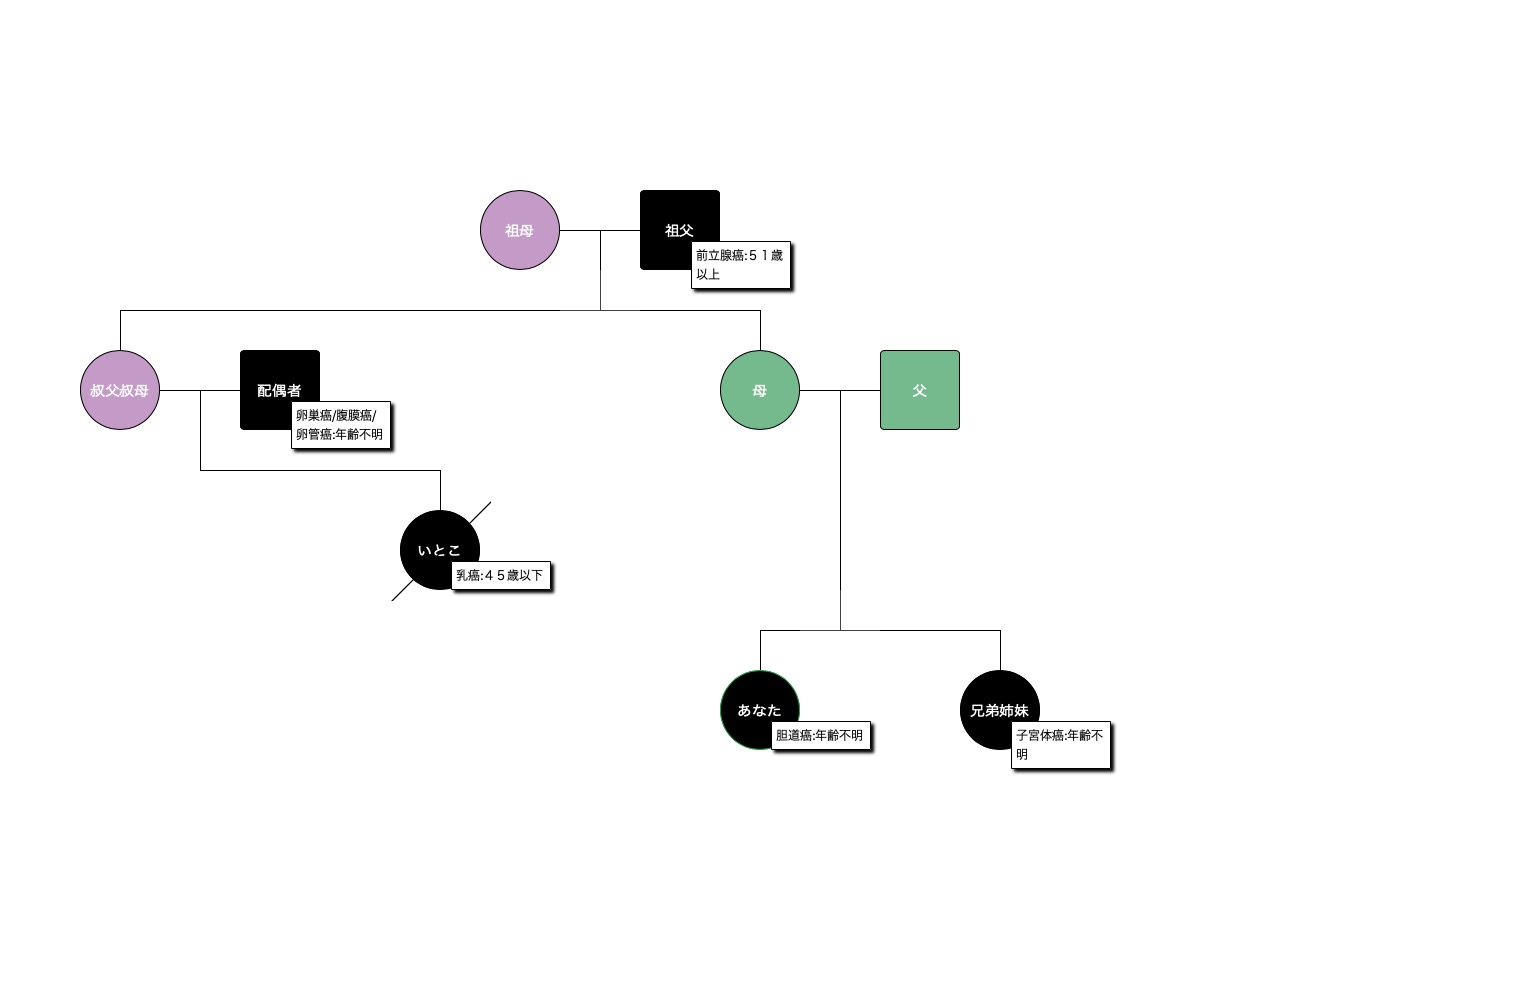 祖母
祖父
前立腺癌:５１歳
以上
叔父叔母
配偶者
卵巣癌/腹膜癌/
卵管癌:年齢不明
母
父
いとこ
乳癌:４５歳以下
あなた
胆道癌:年齢不明
兄弟姉妹
子宮体癌:年齢不
明